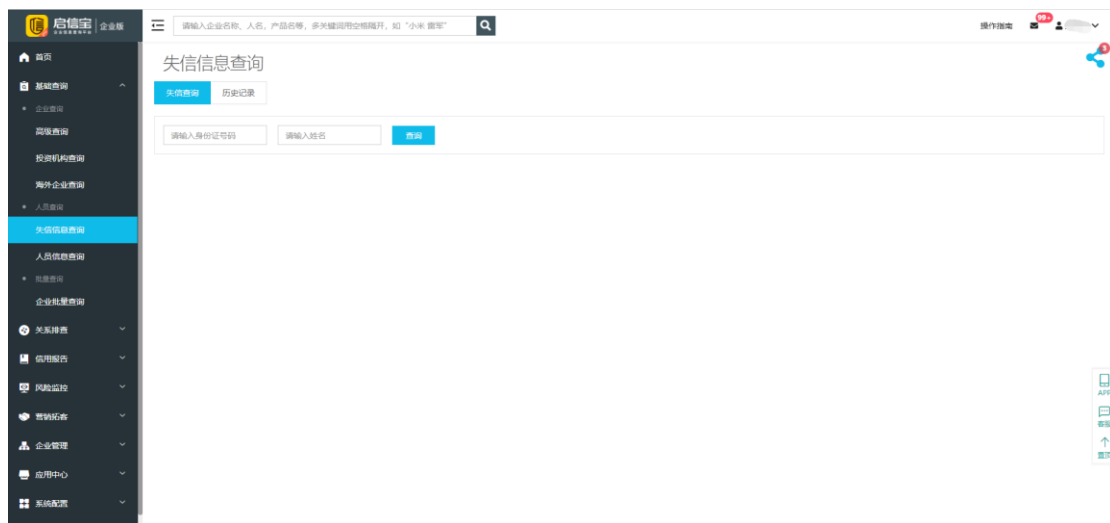 启信宝 企业版
请输入企业名称、人名、产品名等，多关键词用空格隔开，如“小米 雷军”
操作指南
99+
首页
基础查询
企业查询
高级查询
投资机构查询
海外企业查询
人员查询
失信信息查询
人员信息查询
批量查询
企业批量查询
关系排查
信用报告
风险监控
营销拓客
企业管理
应用中心
系统配置
失信信息查询
3
失信查询 历史记录
请输入身份证号码 请输入姓名 查询
APP
客服
置顶